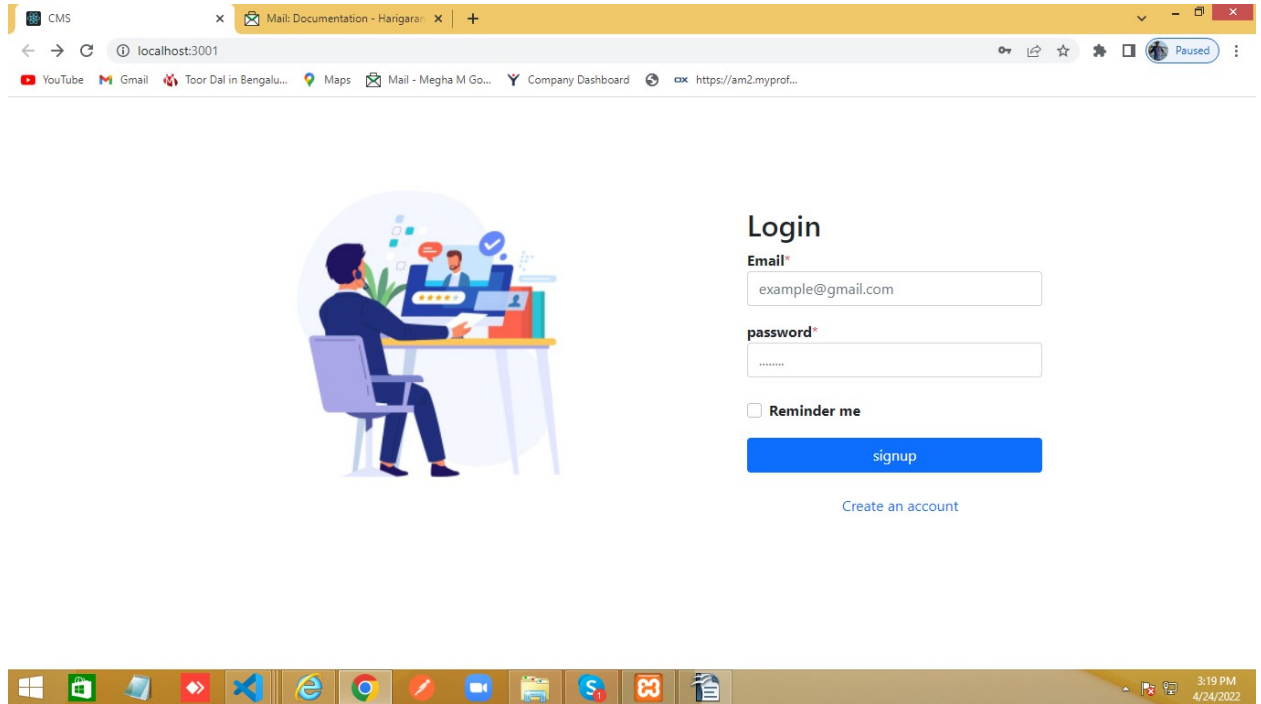 CMS
Mail: Documentation - Harigaran
localhost:3001
Paused
YouTube
Gmail
Toor Dal in Bengalu...
Maps
Mail - Megha M Go...
Company Dashboard
https://am2.myprof...
Login
Email*
example@gmail.com
password*
........
Reminder me
signup
Create an account
3:19 PM
4/24/2022